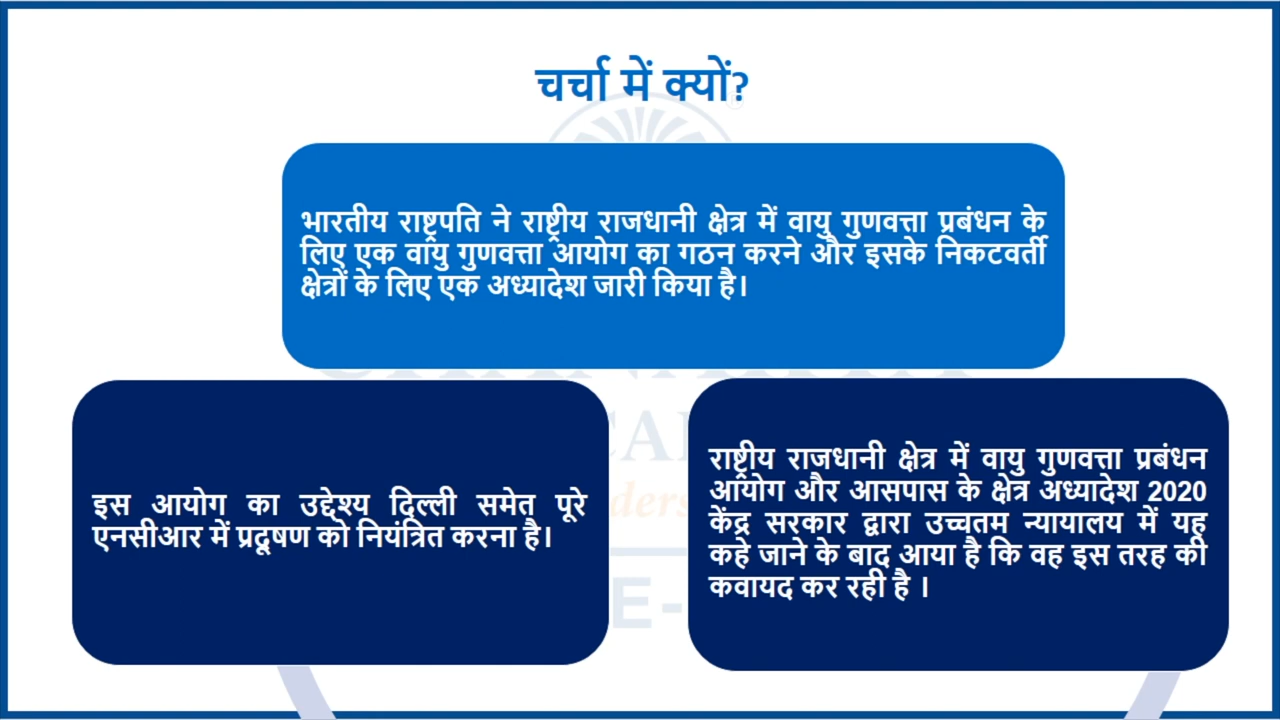 चर्चा में क्यों?
भारतीय राष्ट्रपति ने राष्ट्रीय राजधानी क्षेत्र में वायु गुणवत्ता प्रबंधन के
लिए एक वायु गुणवत्ता आयोग का गठन करने और इसके निकटवर्ती
क्षेत्रों के लिए एक अध्यादेश जारी किया है।
इस आयोग का उद्देश्य दिल्ली समेत पूरे
एनसीआर में प्रदूषण को नियंत्रित करना है।
राष्ट्रीय राजधानी क्षेत्र में वायु गुणवत्ता प्रबंधन
आयोग और आसपास के क्षेत्र अध्यादेश 2020
केंद्र सरकार द्वारा उच्चतम न्यायालय में यह
कहे जाने के बाद आया है कि वह इस तरह की
कवायद कर रही है ।